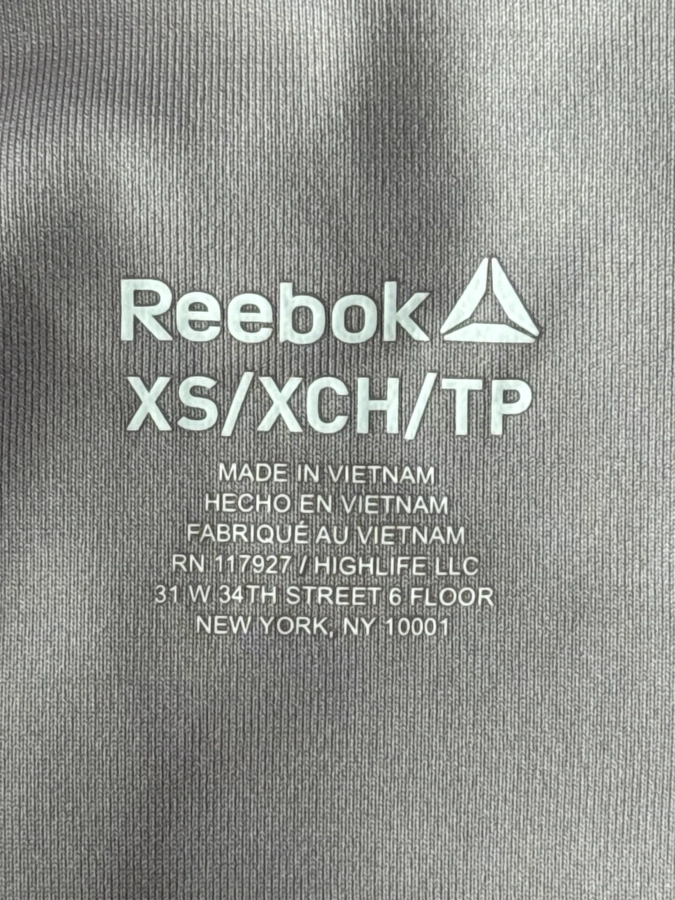 Reebok
XS/XCH/TP
MADE IN VIETNAM
HECHO EN VIETNAM
FABRIQUÉ AU VIETNAM
RN 117927 / HIGHLIFE LLC
31 W 34TH STREET 6 FLOOR
NEW YORK, NY 10001